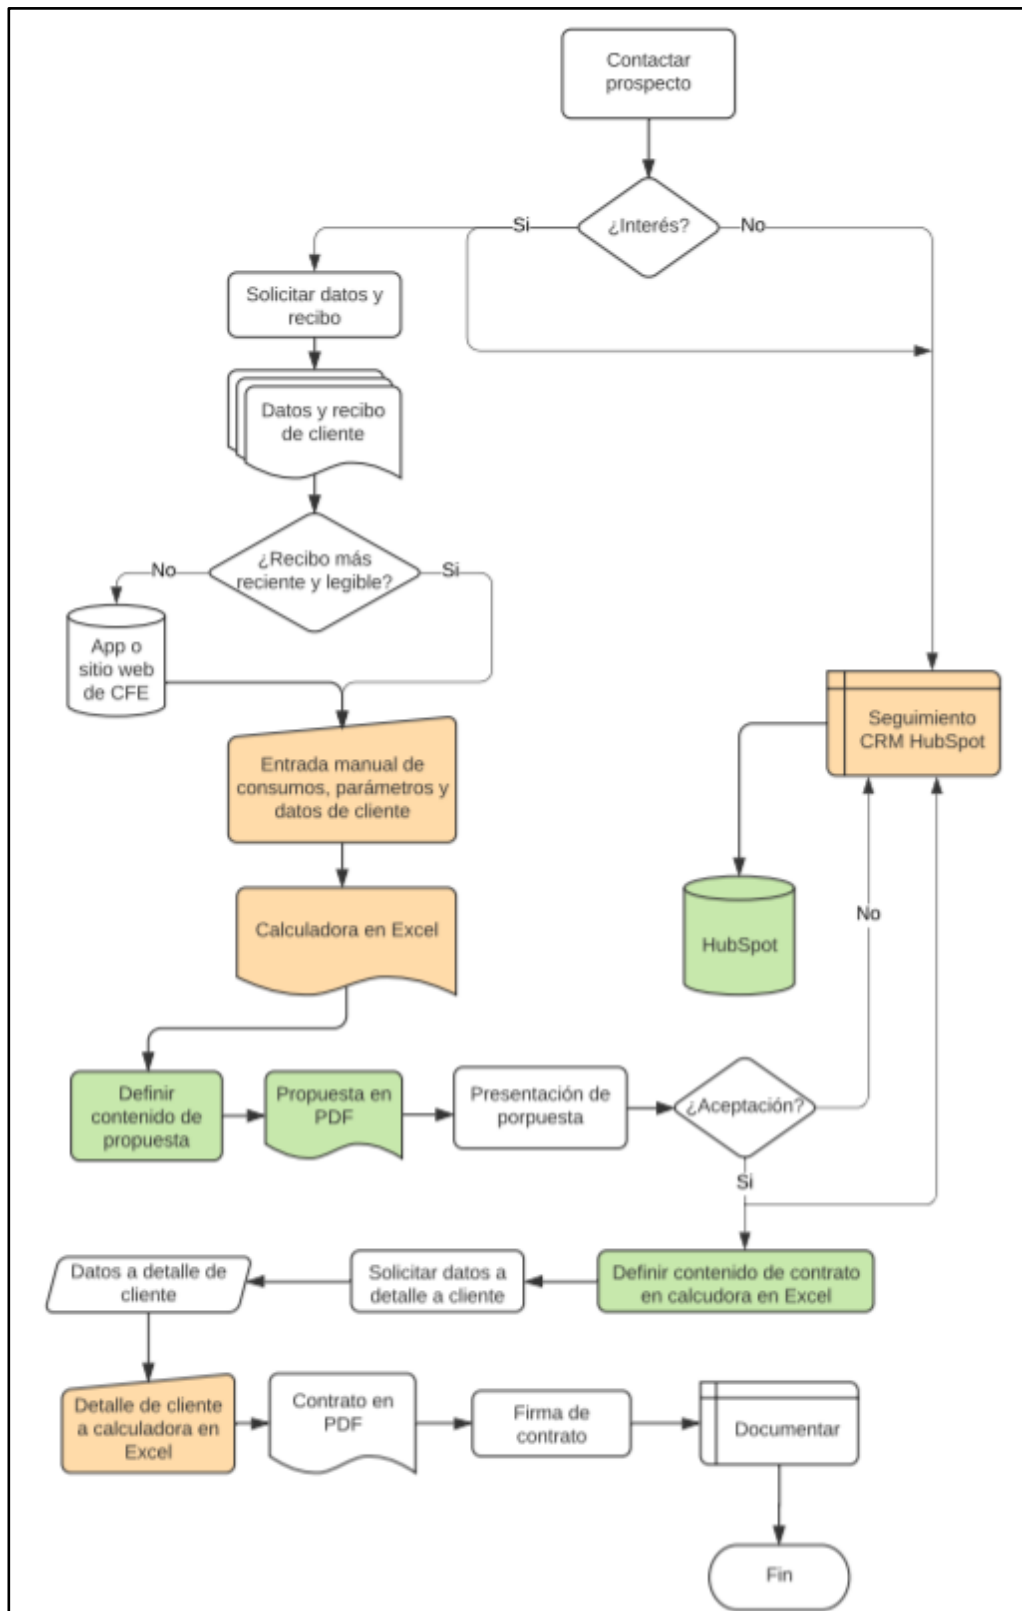 Contactar
prospecto
¿Interés?
Si
No
Solicitar datos y
recibo
Datos y recibo
de cliente
¿Recibo más
reciente y legible?
No
Si
App o
sitio web
de CFE
Seguimiento
CRM HubSpot
Entrada manual de
consumos, parámetros y
datos de cliente
Calculadora en Excel
HubSpot
No
Definir
contenido de
propuesta
Propuesta en
PDF
Presentación de
porpuesta
¿Aceptación?
Si
Datos a detalle de
cliente
Solicitar datos a
detalle a cliente
Definir contenido de contrato
en calcudora en Excel
Detalle de cliente
a calculadora en
Excel
Contrato en
PDF
Firma de
contrato
Documentar
Fin